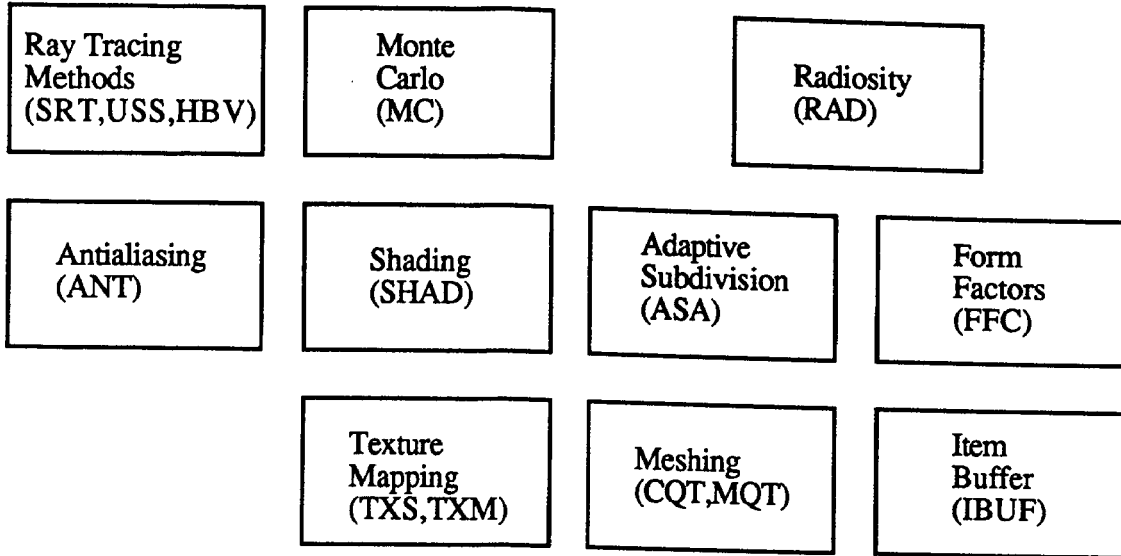 Ray Tracing
Methods
(SRT,USS,HBV)
Monte
Carlo
(MC)
Radiosity
(RAD)
Antialiasing
(ANT)
Shading
(SHAD)
Adaptive
Subdivision
(ASA)
Form
Factors
(FFC)
Texture
Mapping
(TXS,TXM)
Meshing
(CQT,MQT)
Item
Buffer
(IBUF)